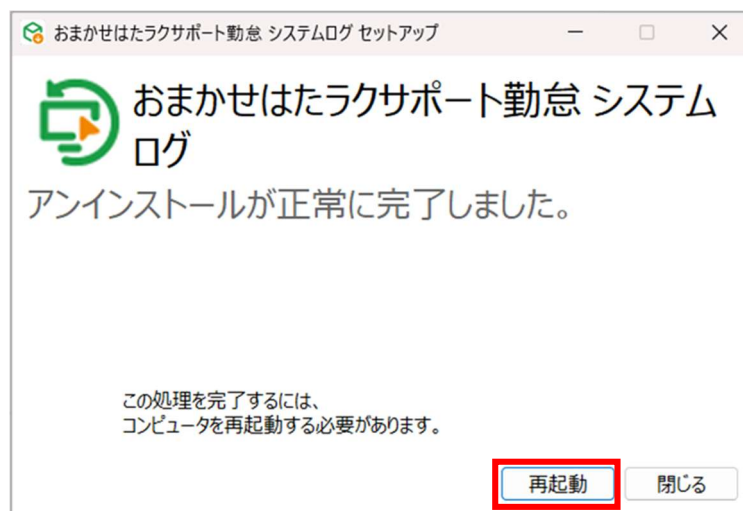 おまかせはたラクサポート勤怠 システムログ セットアップ
おまかせはたラクサポート勤怠 システム
ログ
アンインストールが正常に完了しました。
この処理を完了するには、
コンピュータを再起動する必要があります。
再起動
閉じる